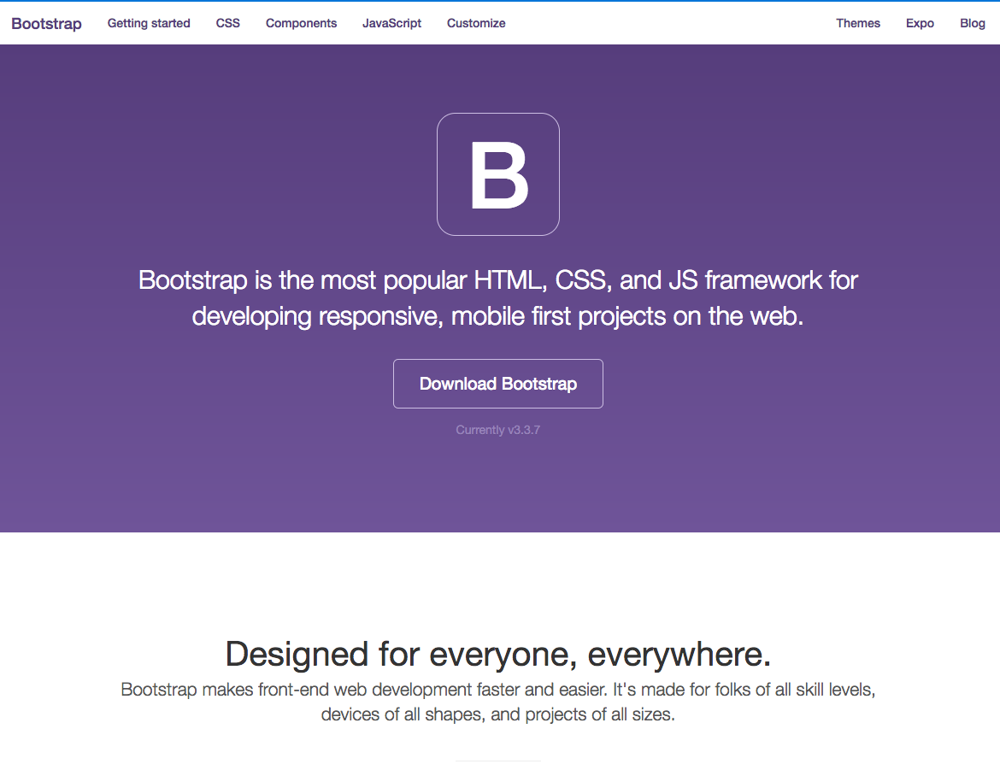 Bootstrap Getting started CSS Components JavaScript Customize Themes Expo Blog
B
Bootstrap is the most popular HTML, CSS, and JS framework for
developing responsive, mobile first projects on the web.
Download Bootstrap
Currently v3.3.7
Designed for everyone, everywhere.
Bootstrap makes front-end web development faster and easier. It's made for folks of all skill levels,
devices of all shapes, and projects of all sizes.